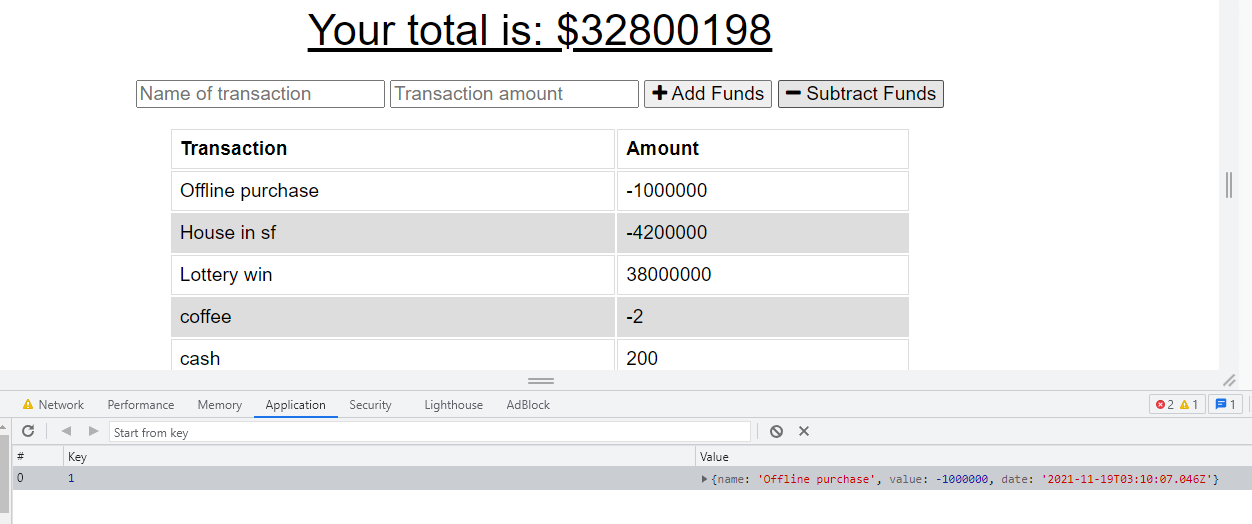 Your total is: $32800198
Name of transaction Transaction amount + Add Funds − Subtract Funds
Transaction Amount
Offline purchase -1000000
House in sf -4200000
Lottery win 38000000
coffee -2
cash 200
Network Performance Memory Application Security Lighthouse AdBlock 2 1 1
Start from key
# Key Value
0 1 {name: 'Offline purchase', value: -1000000, date: '2021-11-19T03:10:07.046Z'}